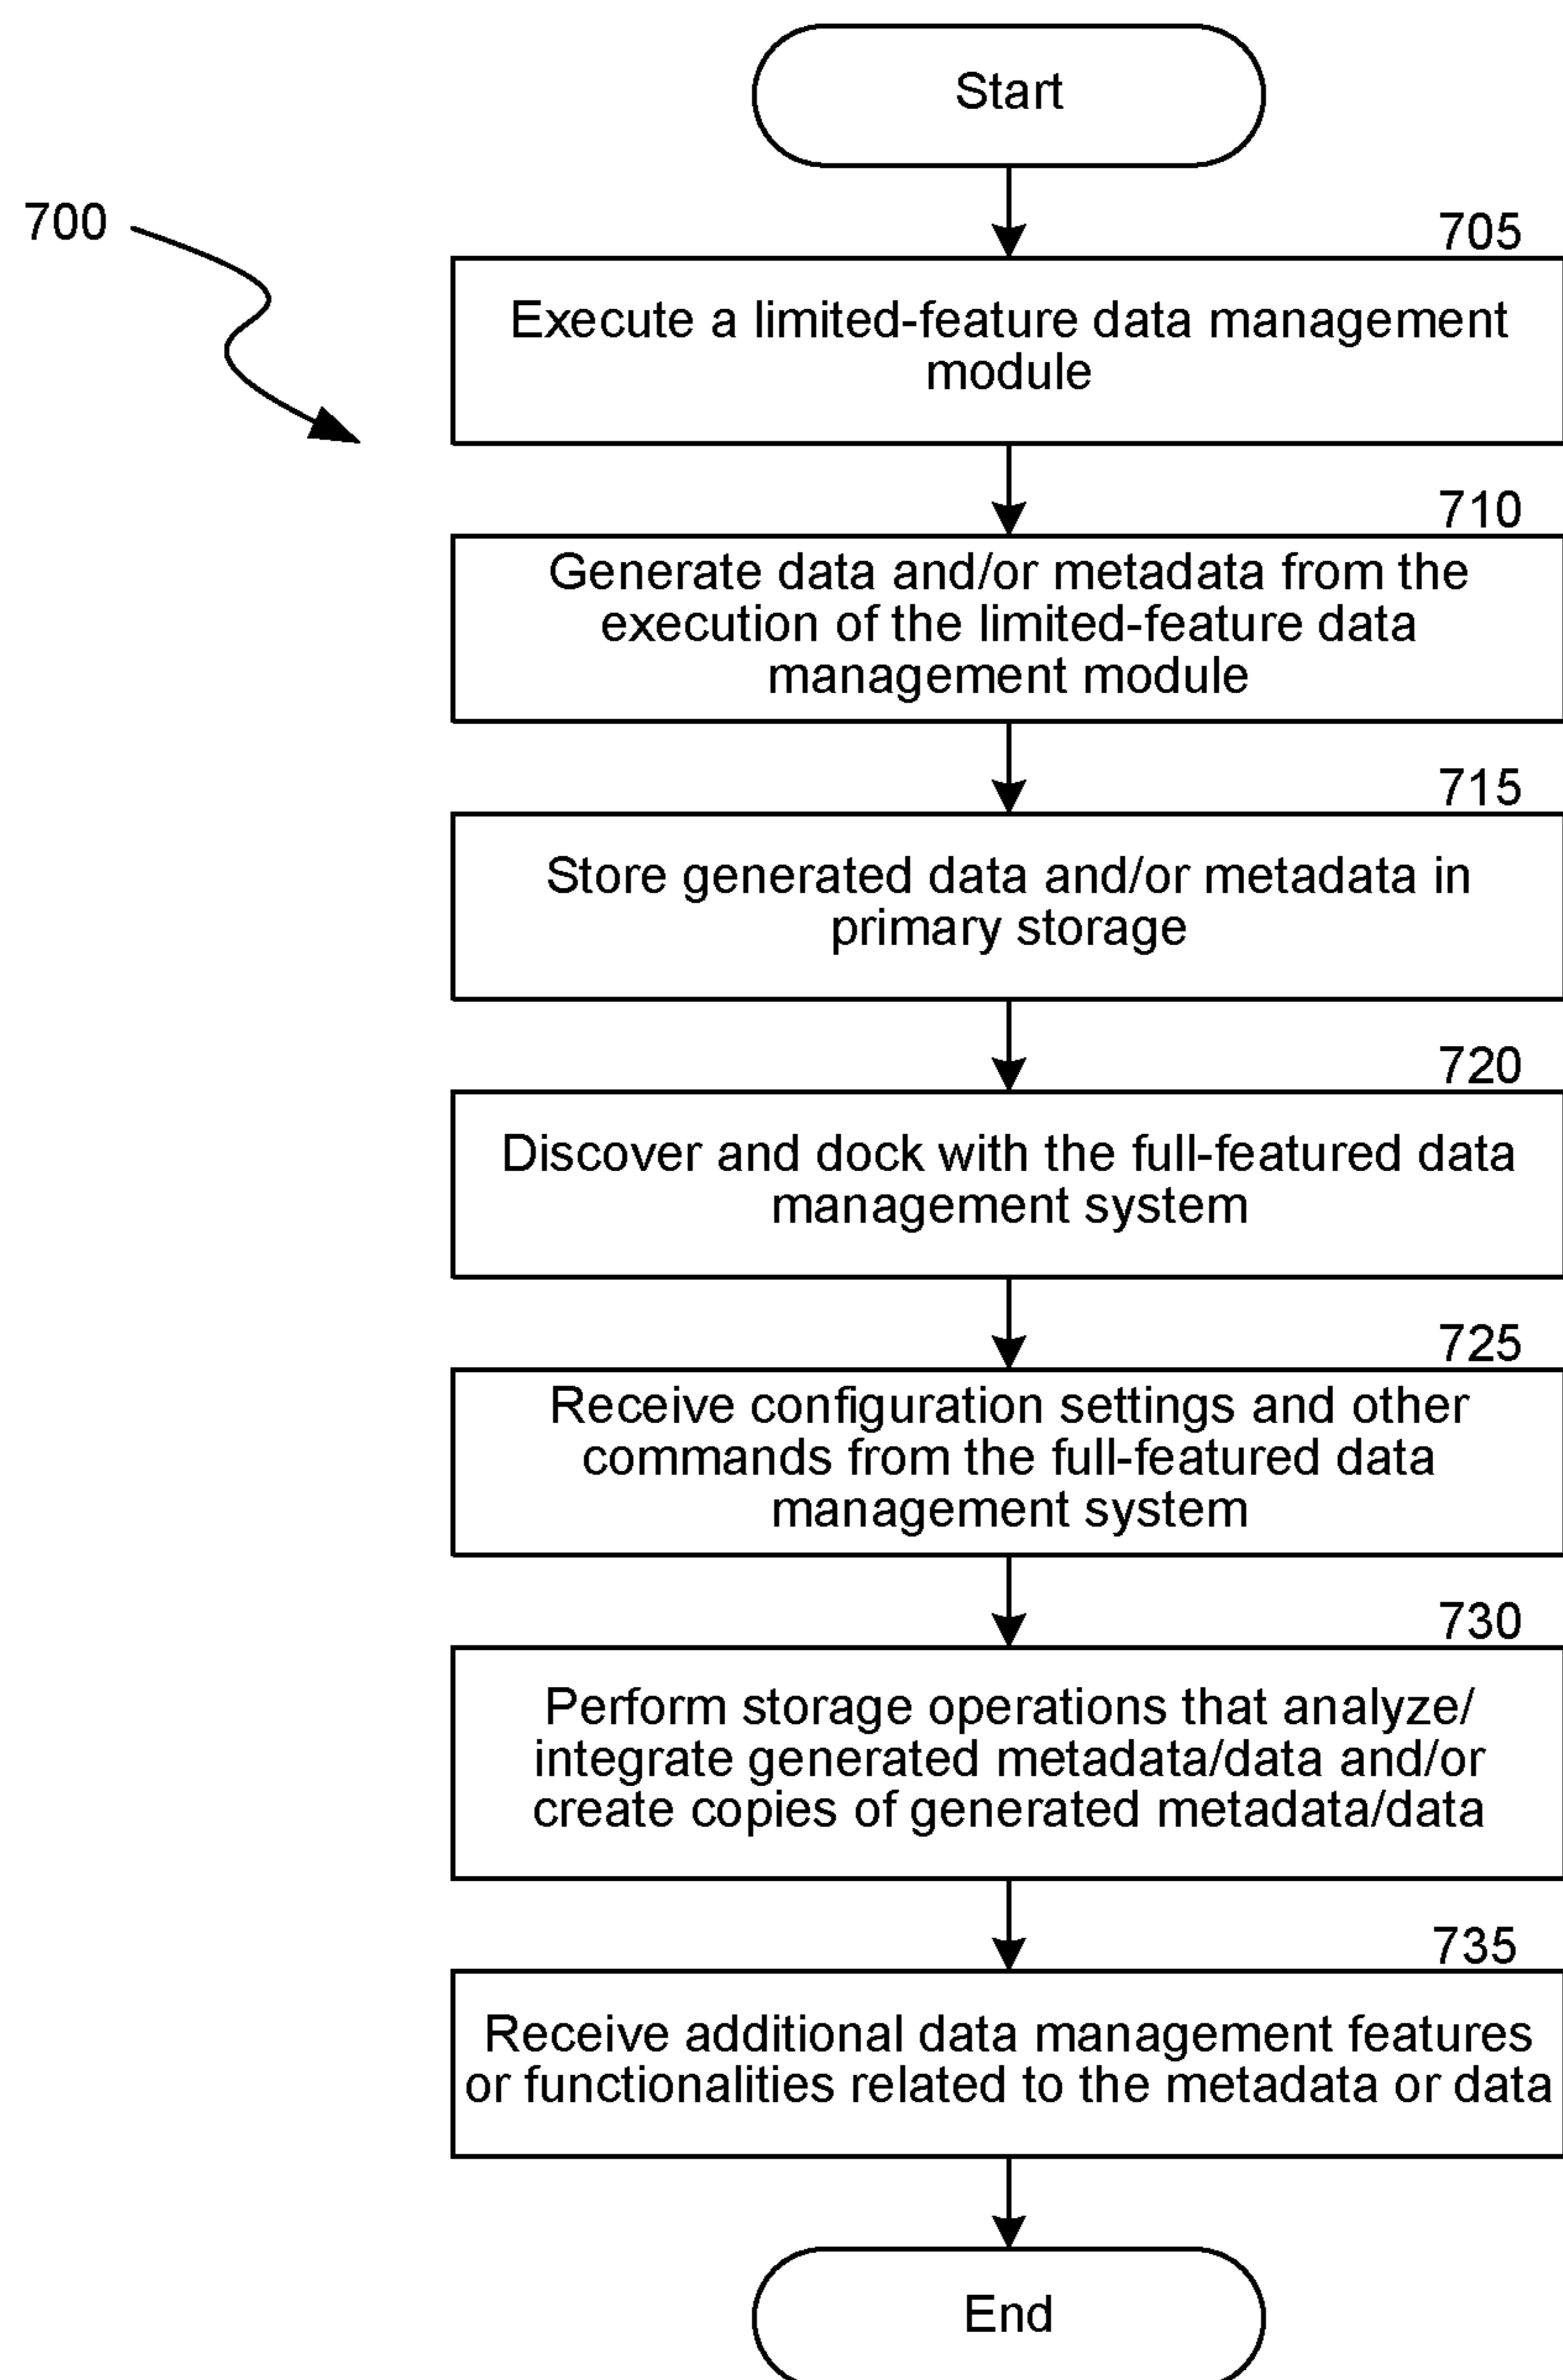 Start
700
705
Execute a limited-feature data management
module
710
Generate data and/or metadata from the
execution of the limited-feature data
management module
715
Store generated data and/or metadata in
primary storage
720
Discover and dock with the full-featured data
management system
725
Receive configuration settings and other
commands from the full-featured data
management system
730
Perform storage operations that analyze/
integrate generated metadata/data and/or
create copies of generated metadata/data
735
Receive additional data management features
or functionalities related to the metadata or data
End